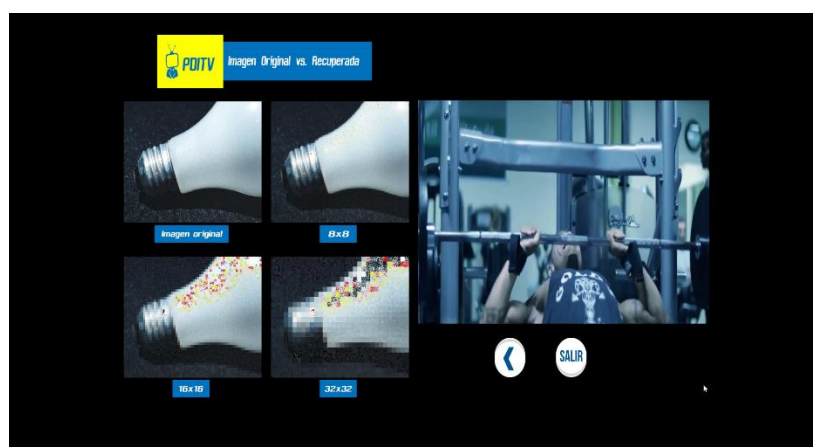 PDITV
Imagen Original vs. Recuperada
Imagen original
8x8
16x16
32x32
SALIR